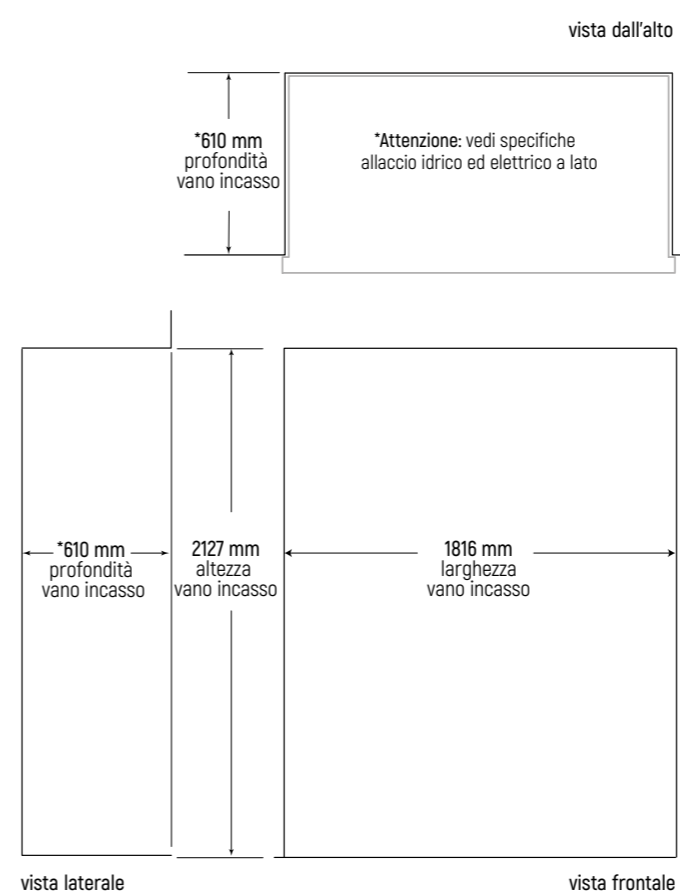 vista dall'alto
*610 mm
profondità
vano incasso
*Attenzione: vedi specifiche
allaccio idrico ed elettrico a lato
*610 mm
profondità
vano incasso
2127 mm
altezza
vano incasso
1816 mm
larghezza
vano incasso
vista laterale
vista frontale